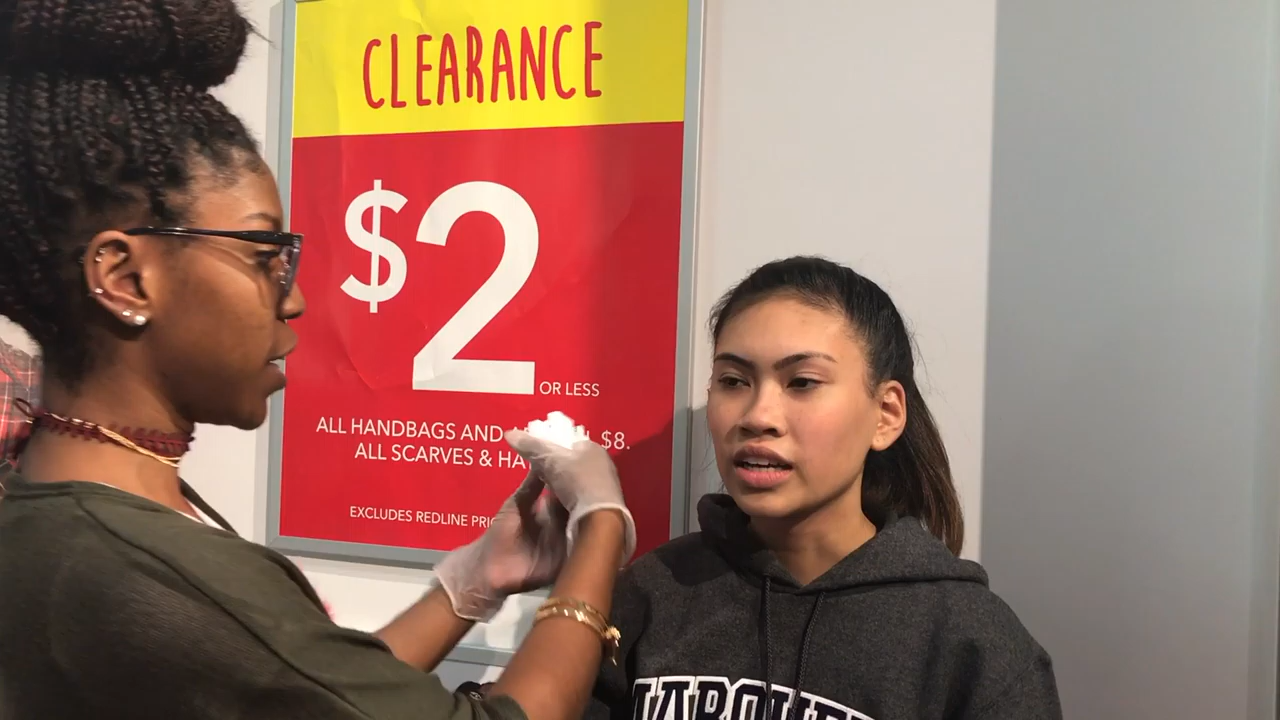 CLEARANCE
$2
OR LESS
ALL HANDBAGS AND $8.
ALL SCARVES &
EXCLUDES REDLINE